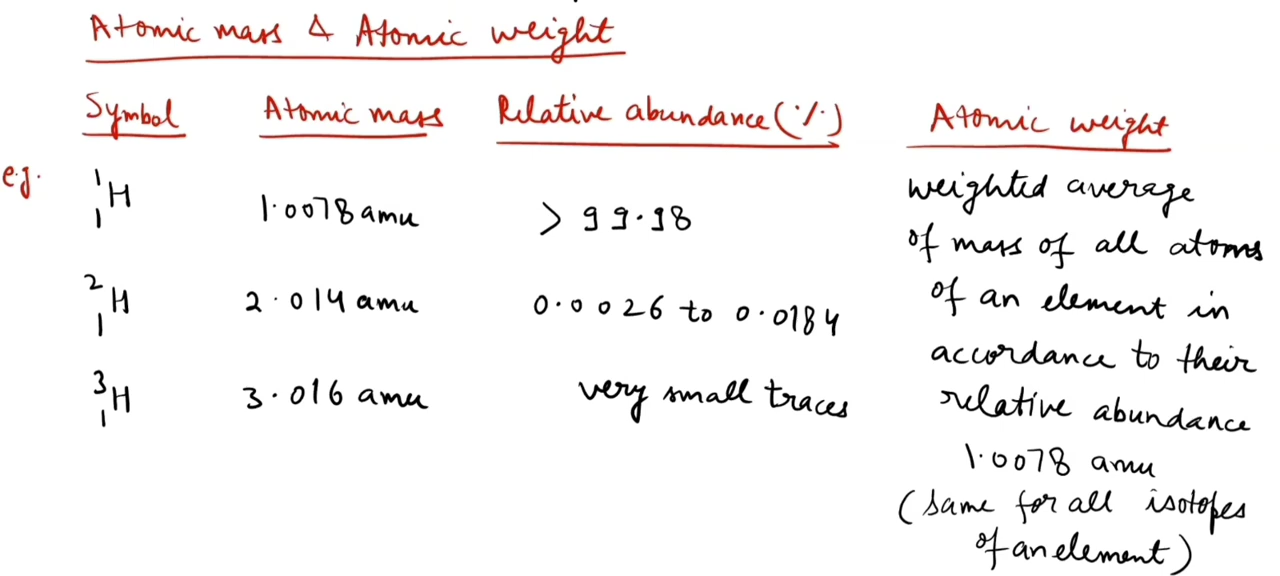 Atomic mass & Atomic weight
Symbol Atomic mass Relative abundance (%) Atomic weight
e.g. ¹₁H 1.0078 amu > 99.98
²₁H 2.014 amu 0.0026 to 0.0184
³₁H 3.016 amu very small traces
weighted average
of mass of all atoms
of an element in
accordance to their
relative abundance
1.0078 amu
(same for all isotopes
of an element)